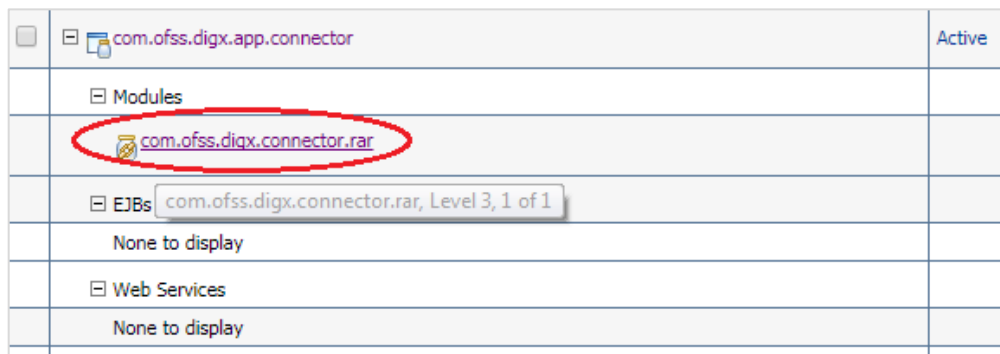 com.ofss.digx.app.connector Active
Modules
com.ofss.digx.connector.rar
EJBs com.ofss.digx.connector.rar, Level 3, 1 of 1
None to display
Web Services
None to display